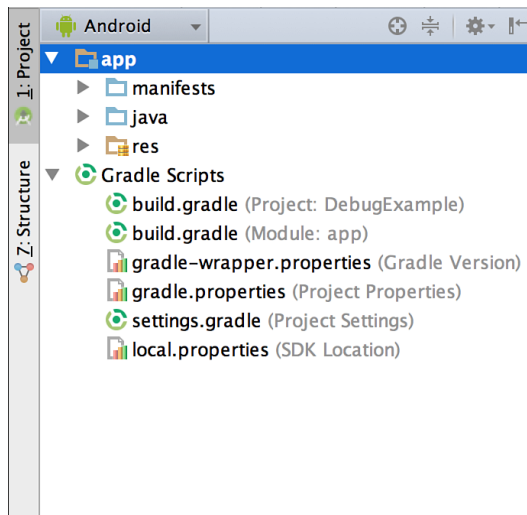 Android
1: Project
Z: Structure
app
manifests
java
res
Gradle Scripts
build.gradle (Project: DebugExample)
build.gradle (Module: app)
gradle-wrapper.properties (Gradle Version)
gradle.properties (Project Properties)
settings.gradle (Project Settings)
local.properties (SDK Location)